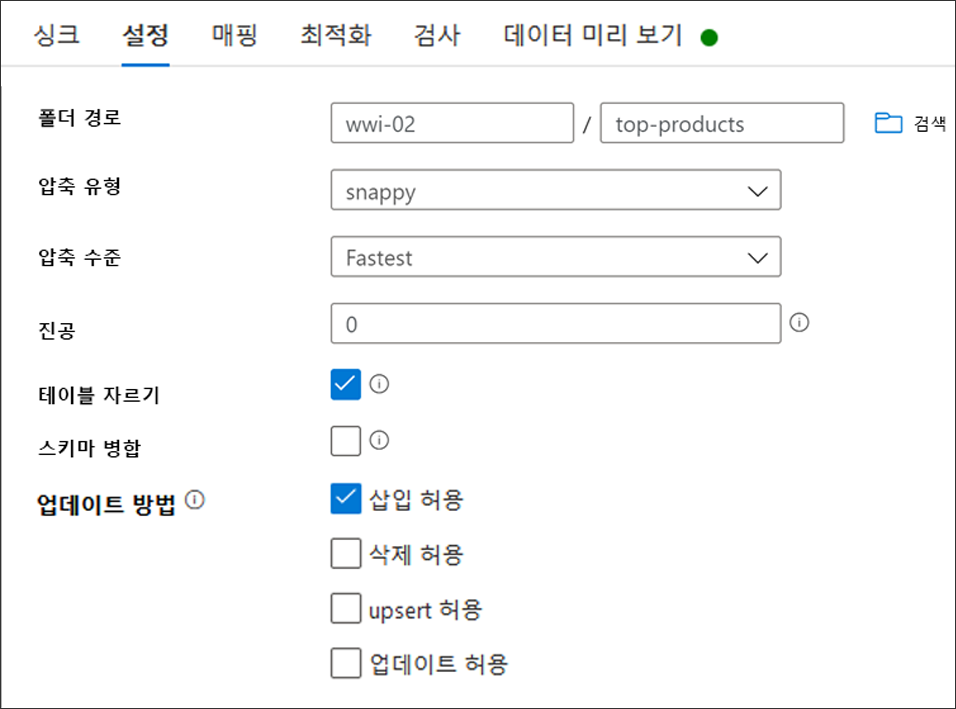 싱크 설정 매핑 최적화 검사 데이터 미리 보기
폴더 경로 wwi-02 / top-products 검색
압축 유형 snappy
압축 수준 Fastest
진공 0
테이블 자르기
스키마 병합
업데이트 방법 삽입 허용
삭제 허용
upsert 허용
업데이트 허용